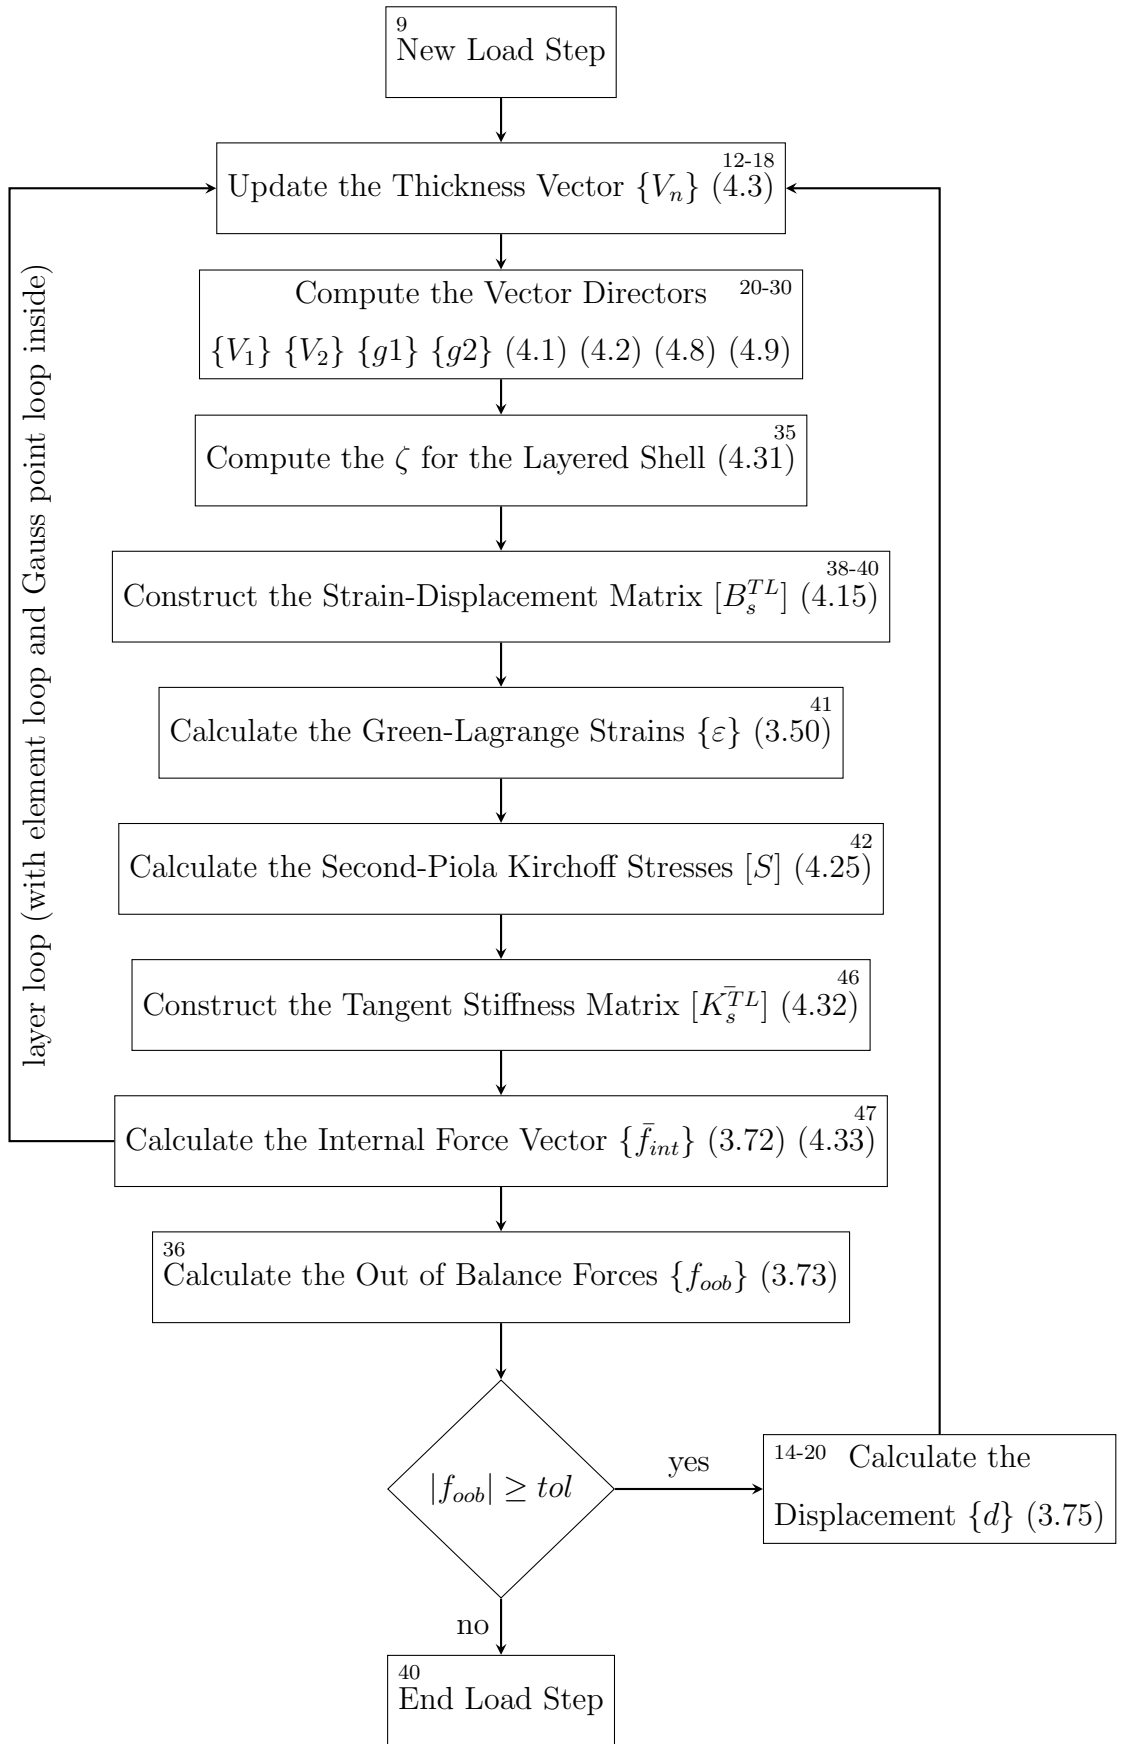 9
New Load Step
12-18
Update the Thickness Vector {V_n} (4.3)
Compute the Vector Directors 20-30
{V_1} {V_2} {g1} {g2} (4.1) (4.2) (4.8) (4.9)
35
Compute the ζ for the Layered Shell (4.31)
38-40
Construct the Strain-Displacement Matrix [B_s^{TL}] (4.15)
41
Calculate the Green-Lagrange Strains {ε} (3.50)
42
Calculate the Second-Piola Kirchoff Stresses [S] (4.25)
46
Construct the Tangent Stiffness Matrix [K̄_s^{TL}] (4.32)
47
Calculate the Internal Force Vector {f̄_{int}} (3.72) (4.33)
layer loop (with element loop and Gauss point loop inside)
36
Calculate the Out of Balance Forces {f_{oob}} (3.73)
|f_{oob}| ≥ tol
yes
14-20 Calculate the
Displacement {d} (3.75)
no
40
End Load Step